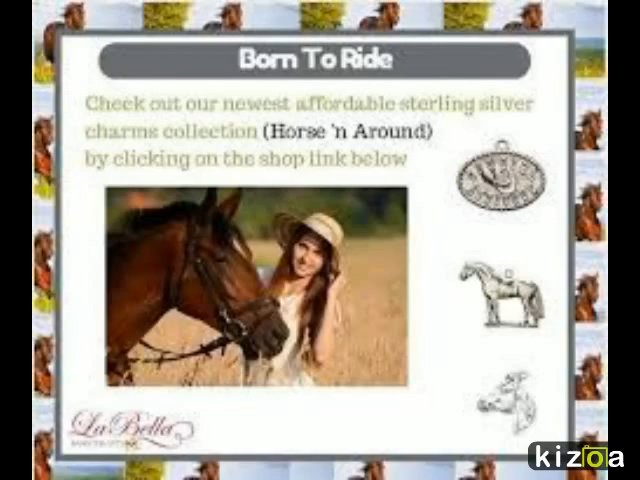 Born To Ride
Check out our newest affordable sterling silver
charms collection (Horse 'n Around)
by clicking on the shop link below
La Bella
kizoa